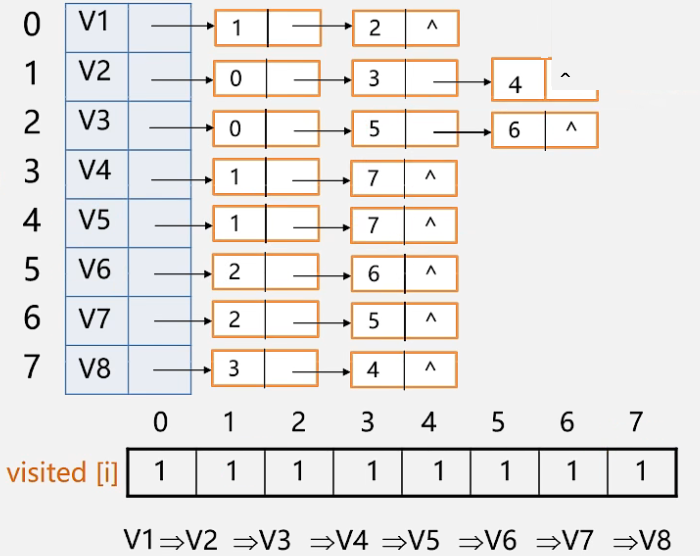 0 V1 1 2 ^
1 V2 0 3 4 ^
2 V3 0 5 6 ^
3 V4 1 7 ^
4 V5 1 7 ^
5 V6 2 6 ^
6 V7 2 5 ^
7 V8 3 4 ^
0 1 2 3 4 5 6 7
visited [i] 1 1 1 1 1 1 1 1
V1⇒V2 ⇒V3 ⇒V4 ⇒V5 ⇒V6 ⇒V7 ⇒V8